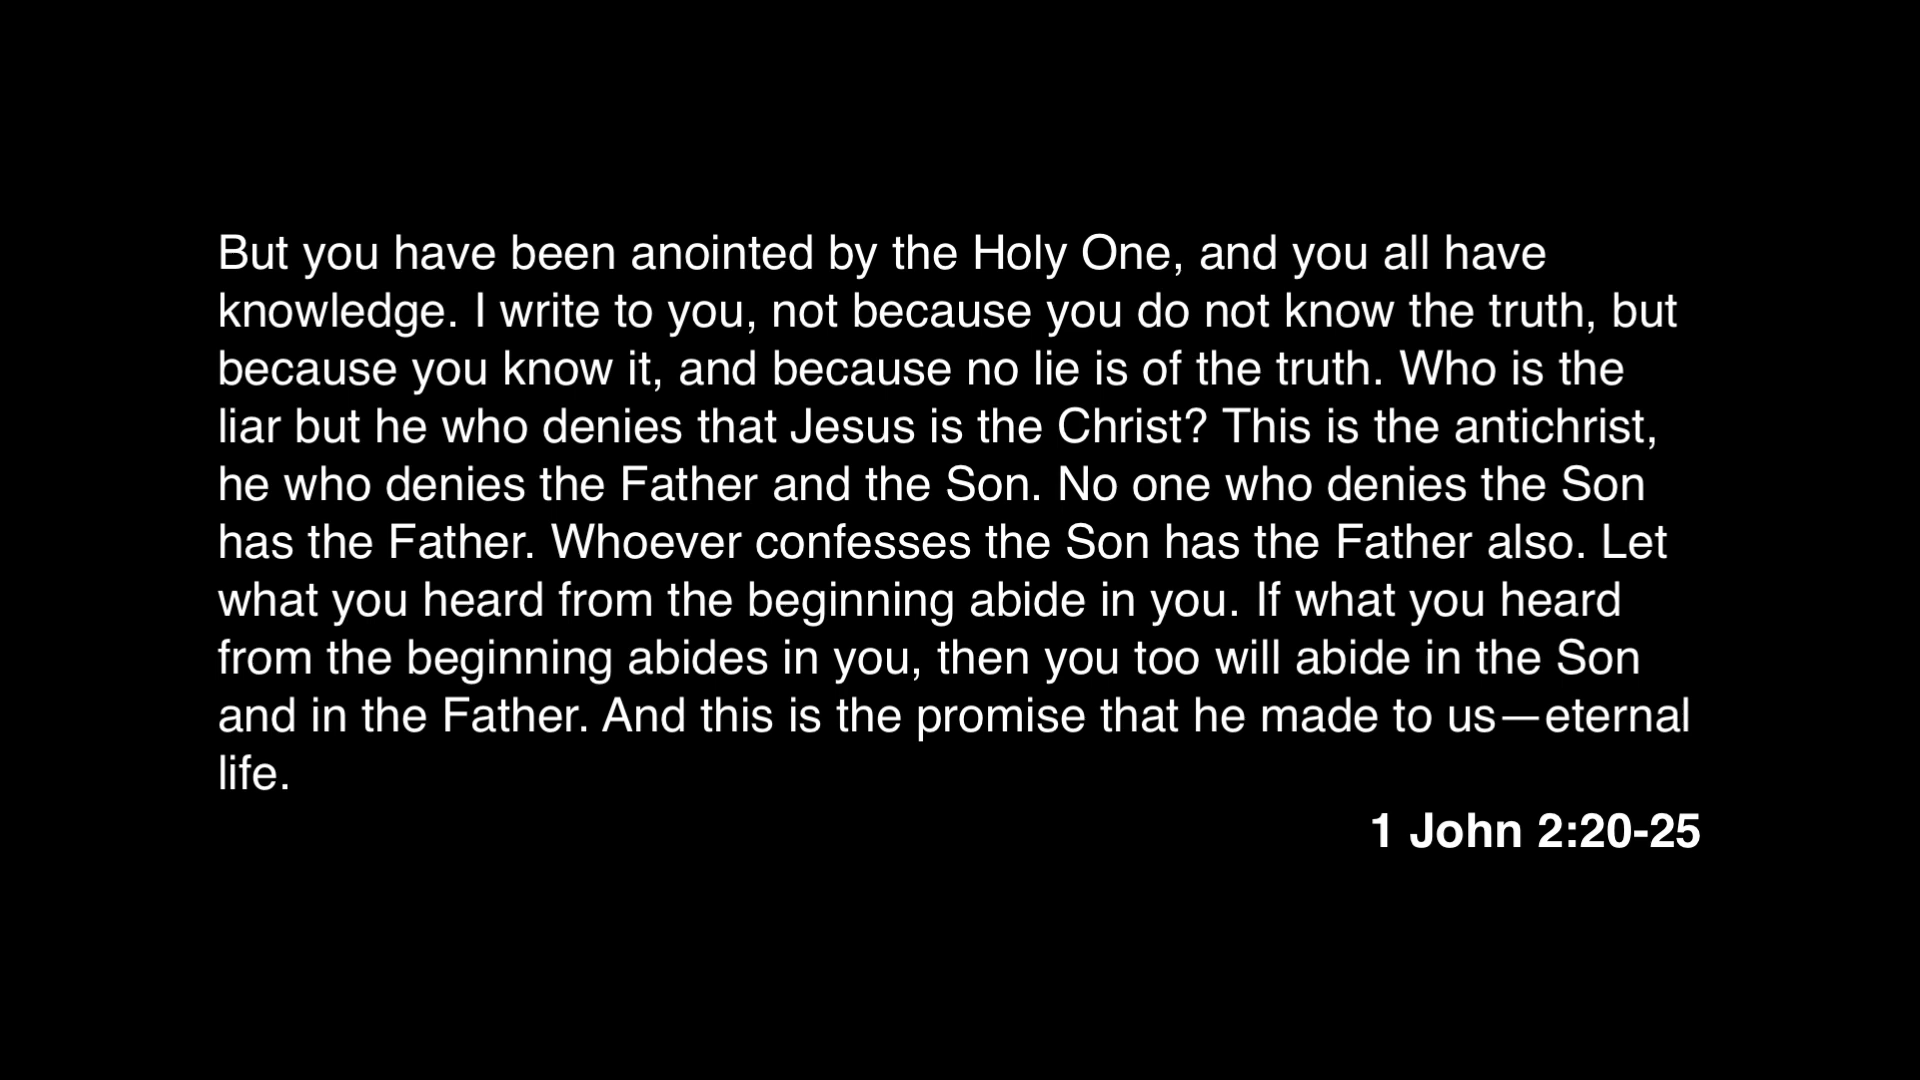 But you have been anointed by the Holy One, and you all have
knowledge. I write to you, not because you do not know the truth, but
because you know it, and because no lie is of the truth. Who is the
liar but he who denies that Jesus is the Christ? This is the antichrist,
he who denies the Father and the Son. No one who denies the Son
has the Father. Whoever confesses the Son has the Father also. Let
what you heard from the beginning abide in you. If what you heard
from the beginning abides in you, then you too will abide in the Son
and in the Father. And this is the promise that he made to us—eternal
life.
1 John 2:20-25